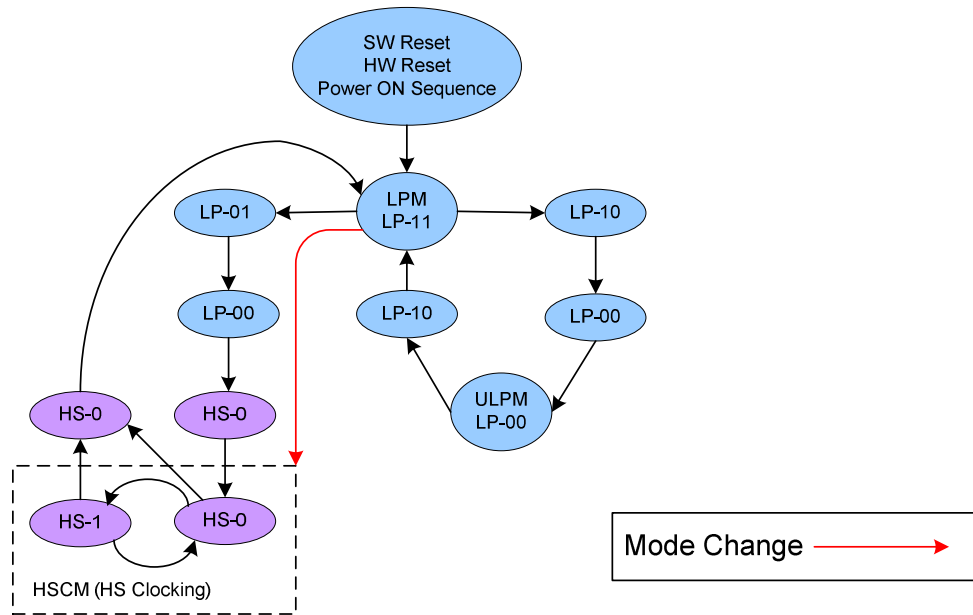 SW Reset
HW Reset
Power ON Sequence
LPM
LP-11
LP-01
LP-10
LP-00
LP-10
LP-00
ULPM
LP-00
HS-0
HS-0
HS-1
HS-0
HSCM (HS Clocking)
Mode Change